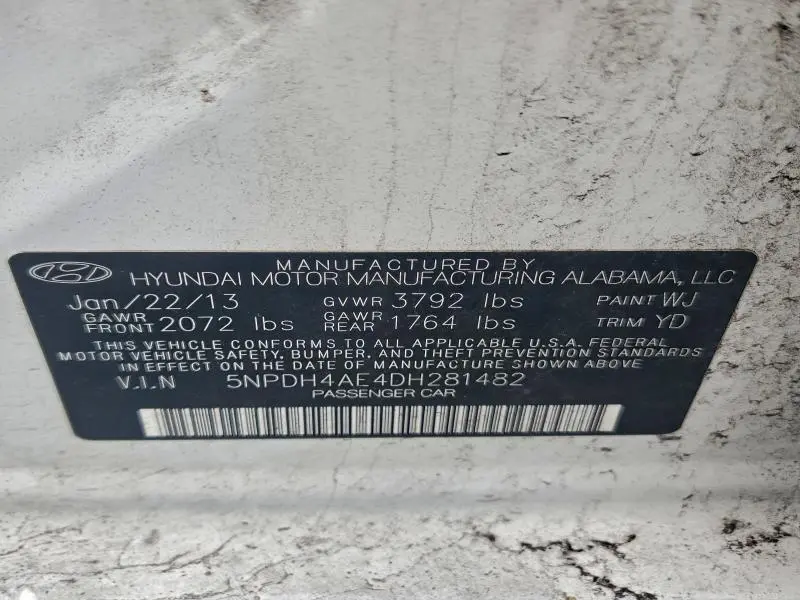 MANUFACTURED BY
HYUNDAI MOTOR MANUFACTURING ALABAMA, LLC
Jan/22/13 GVWR 3792 lbs PAINT WJ
GAWR FRONT 2072 lbs GAWR REAR 1764 lbs TRIM YD
THIS VEHICLE CONFORMS TO ALL APPLICABLE U.S.A. FEDERAL
MOTOR VEHICLE SAFETY, BUMPER, AND THEFT PREVENTION STANDARDS
IN EFFECT ON THE DATE OF MANUFACTURE SHOWN ABOVE
V.I.N 5NPDH4AE4DH281482
PASSENGER CAR